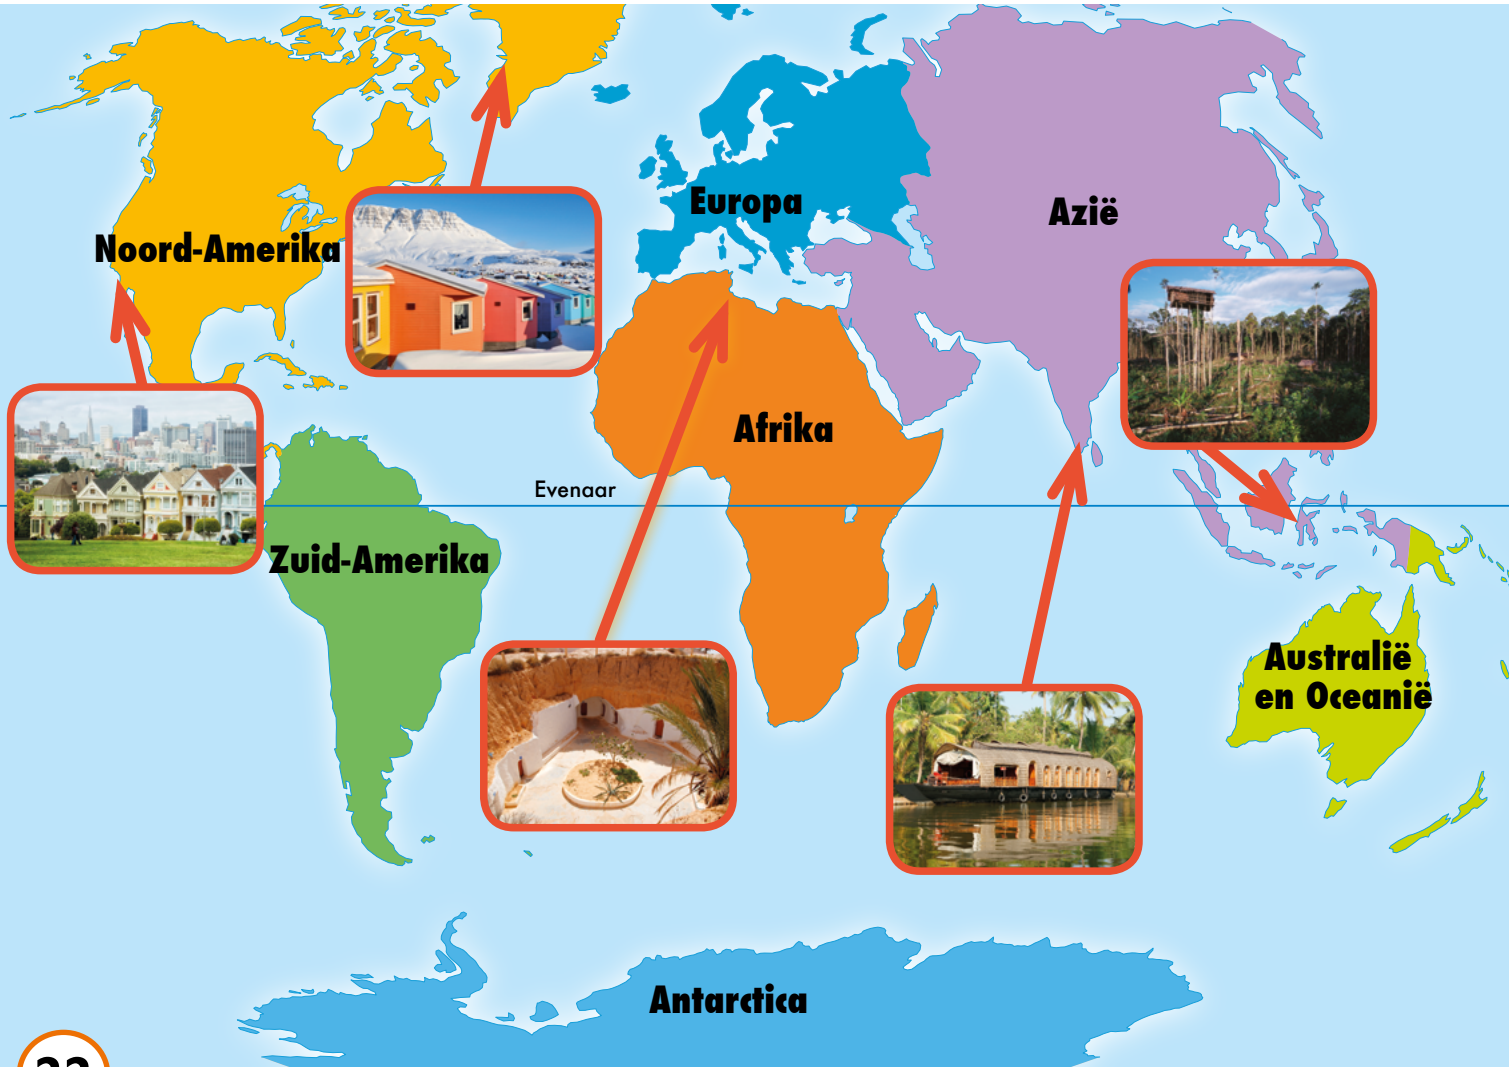 Europa
Azië
Noord-Amerika
Afrika
Evenaar
Zuid-Amerika
Australië
en Oceanië
Antarctica